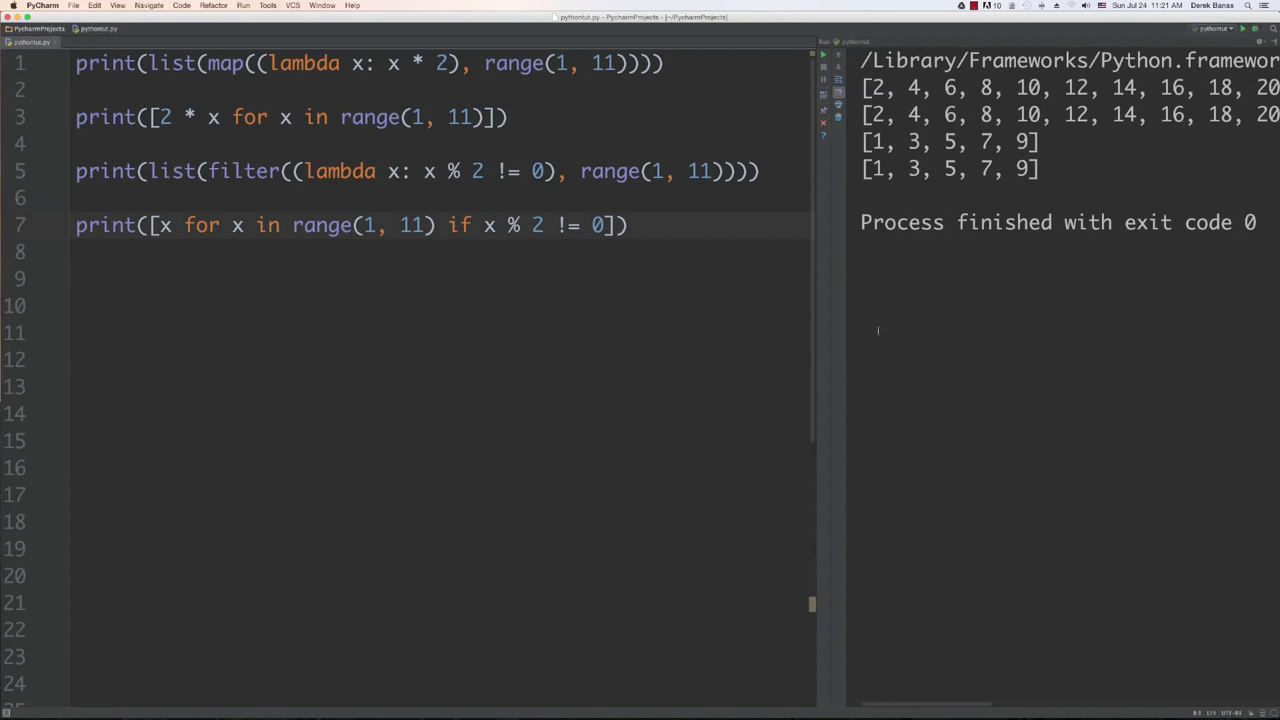 PyCharm File Edit View Navigate Code Refactor Run Tools VCS Window Help 10 Sun Jul 24 11:21 AM Derek Banas
pythontut.py - PycharmProjects - [~/PycharmProjects]
PycharmProjects pythontut.py pythontut
pythontut.py Run: pythontut
1 print(list(map((lambda x: x * 2), range(1, 11))))
2
3 print([2 * x for x in range(1, 11)])
4
5 print(list(filter((lambda x: x % 2 != 0), range(1, 11))))
6
7 print([x for x in range(1, 11) if x % 2 != 0])
8
9
10
11
12
13
14
15
16
17
18
19
20
21
22
23
24
/Library/Frameworks/Python.framewor
[2, 4, 6, 8, 10, 12, 14, 16, 18, 20
[2, 4, 6, 8, 10, 12, 14, 16, 18, 20
[1, 3, 5, 7, 9]
[1, 3, 5, 7, 9]
Process finished with exit code 0
8:1 LF÷ UTF-8÷